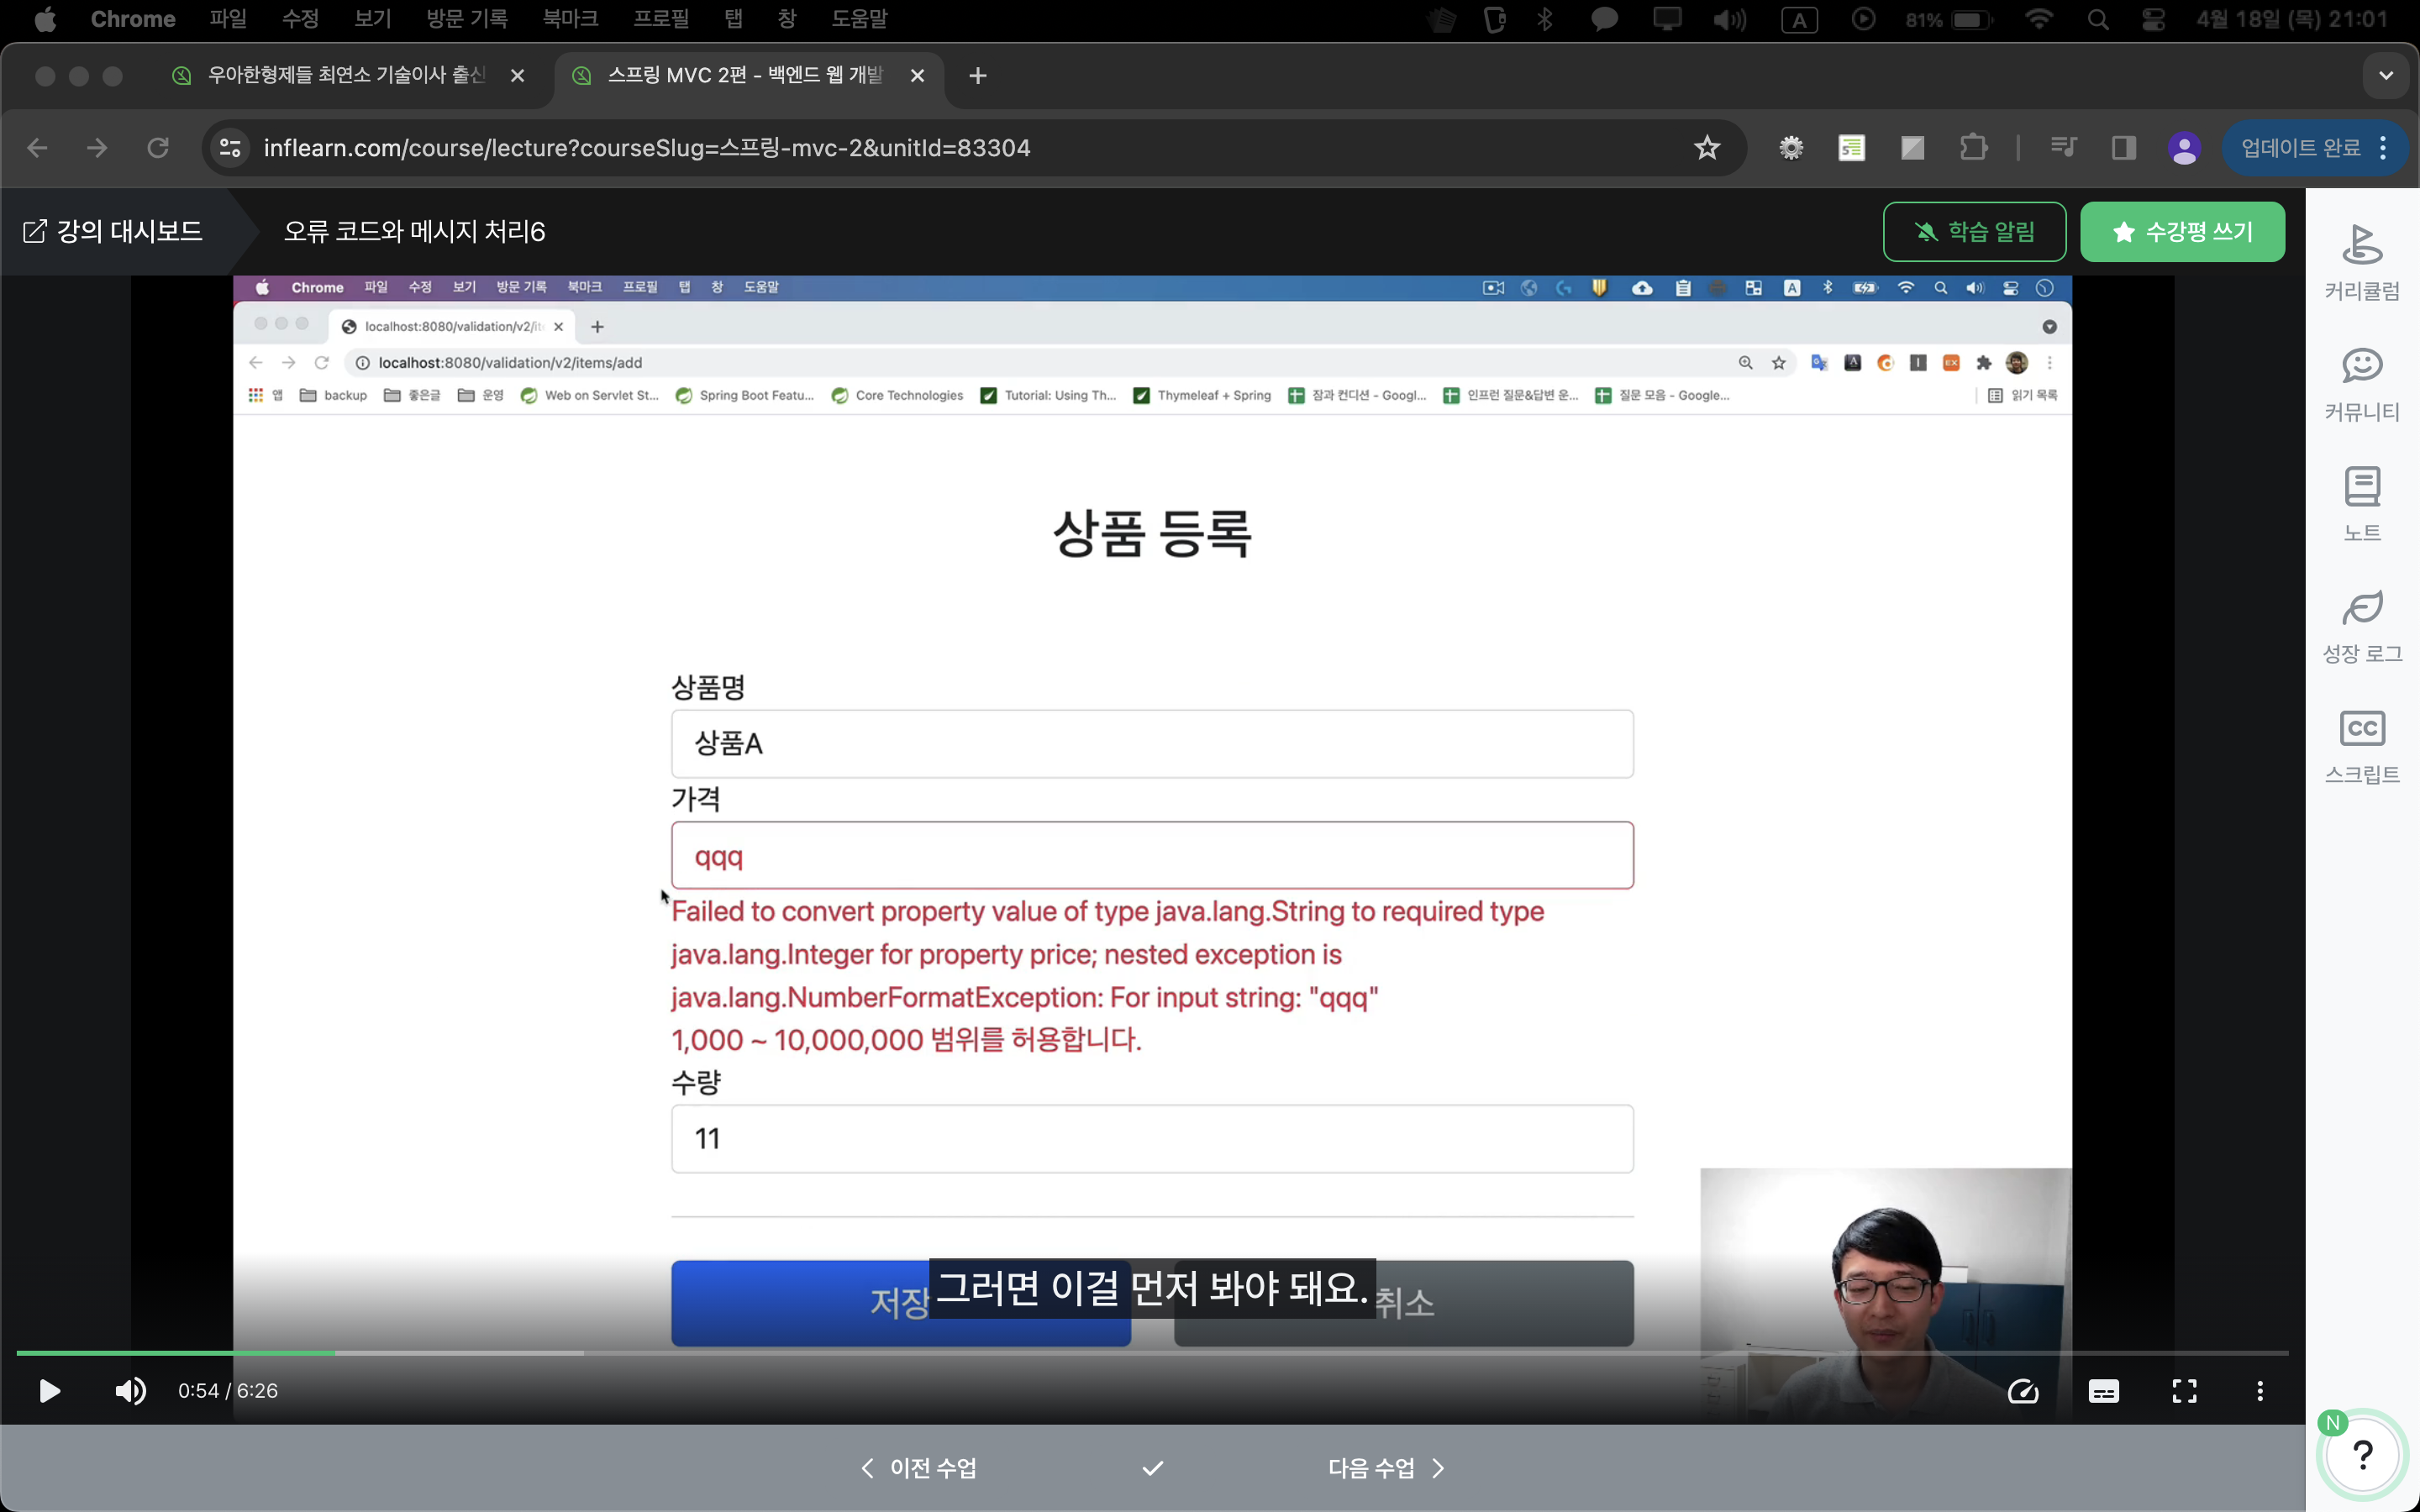 Chrome 파일 수정 보기 방문 기록 북마크 프로필 탭 창 도움말 A 81% 4월 18일 (목) 21:01
우아한형제들 최연소 기술이사 출신 스프링 MVC 2편 - 백엔드 웹 개발
inflearn.com/course/lecture?courseSlug=스프링-mvc-2&unitId=83304 업데이트 완료
강의 대시보드 오류 코드와 메시지 처리6 학습 알림 수강평 쓰기
Chrome 파일 수정 보기 방문 기록 북마크 프로필 탭 창 도움말 A
localhost:8080/validation/v2/it
localhost:8080/validation/v2/items/add
앱 backup 좋은글 운영 Web on Servlet St... Spring Boot Featu... Core Technologies Tutorial: Using Th... Thymeleaf + Spring 잠과 컨디션 - Googl... 인프런 질문&답변 운... 질문 모음 - Google... 읽기 목록
상품 등록
상품명
상품A
가격
qqq
Failed to convert property value of type java.lang.String to required type
java.lang.Integer for property price; nested exception is
java.lang.NumberFormatException: For input string: "qqq"
1,000 ~ 10,000,000 범위를 허용합니다.
수량
11
저장 취소
그러면 이걸 먼저 봐야 돼요.
0:54 / 6:26
이전 수업 다음 수업
커리큘럼
커뮤니티
노트
성장 로그
CC
스크립트
N
?